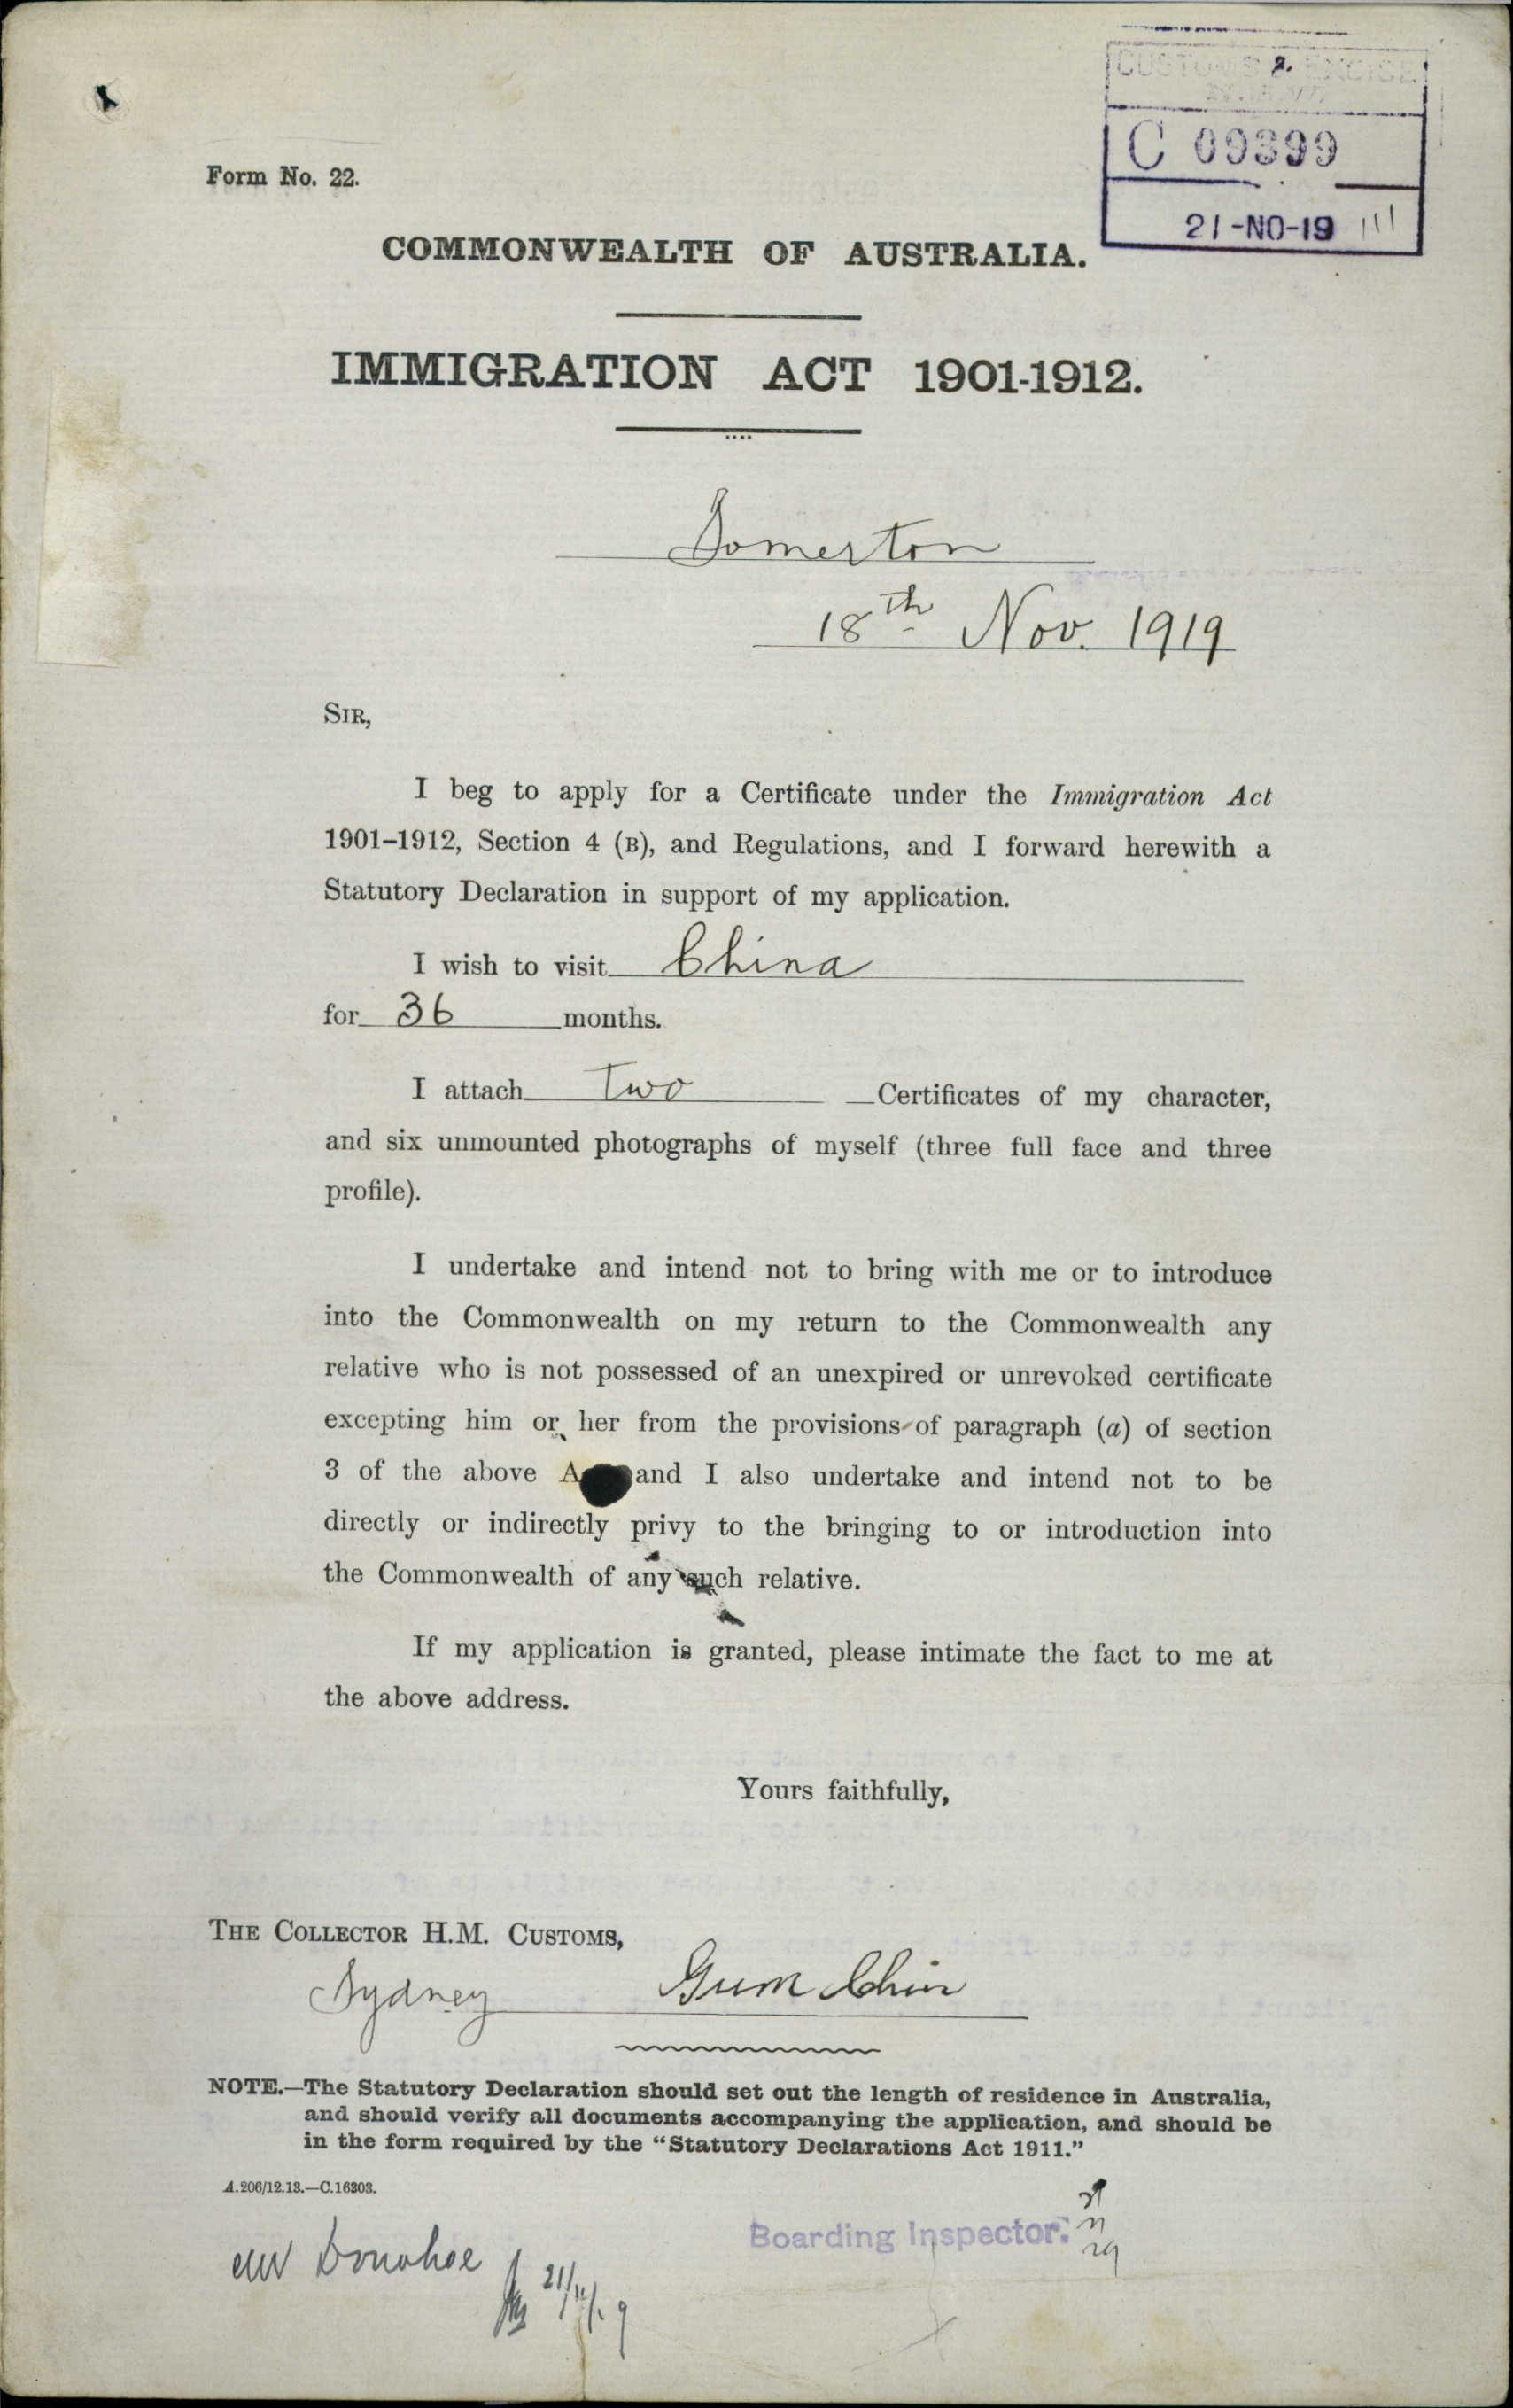 CUSTOMS & EXCISE
C 09399
21-NO-19
Form No. 22.
COMMONWEALTH OF AUSTRALIA.
IMMIGRATION ACT 1901-1912.
Somerton
18th Nov. 1919
SIR,
I beg to apply for a Certificate under the Immigration Act
1901–1912, Section 4 (B), and Regulations, and I forward herewith a
Statutory Declaration in support of my application.
I wish to visit China
for 36 months.
I attach Two Certificates of my character,
and six unmounted photographs of myself (three full face and three
profile).
I undertake and intend not to bring with me or to introduce
into the Commonwealth on my return to the Commonwealth any
relative who is not possessed of an unexpired or unrevoked certificate
excepting him or her from the provisions of paragraph (a) of section
3 of the above A and I also undertake and intend not to be
directly or indirectly privy to the bringing to or introduction into
the Commonwealth of any such relative.
If my application is granted, please intimate the fact to me at
the above address.
Yours faithfully,
THE COLLECTOR H.M. CUSTOMS,
Sydney Gum Chin
NOTE.—The Statutory Declaration should set out the length of residence in Australia,
and should verify all documents accompanying the application, and should be
in the form required by the “Statutory Declarations Act 1911.”
A.206/12.13.—C.16303.
Boarding Inspector.
Donohoe
21/11/19